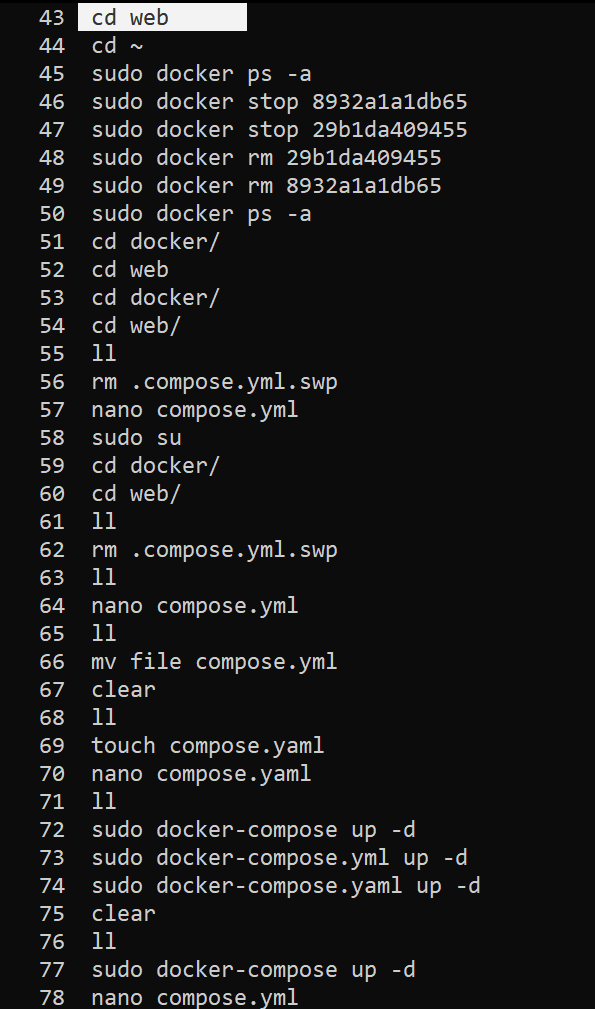 43 cd web
44 cd ~
45 sudo docker ps -a
46 sudo docker stop 8932a1a1db65
47 sudo docker stop 29b1da409455
48 sudo docker rm 29b1da409455
49 sudo docker rm 8932a1a1db65
50 sudo docker ps -a
51 cd docker/
52 cd web
53 cd docker/
54 cd web/
55 ll
56 rm .compose.yml.swp
57 nano compose.yml
58 sudo su
59 cd docker/
60 cd web/
61 ll
62 rm .compose.yml.swp
63 ll
64 nano compose.yml
65 ll
66 mv file compose.yml
67 clear
68 ll
69 touch compose.yaml
70 nano compose.yaml
71 ll
72 sudo docker-compose up -d
73 sudo docker-compose.yml up -d
74 sudo docker-compose.yaml up -d
75 clear
76 ll
77 sudo docker-compose up -d
78 nano compose.yml